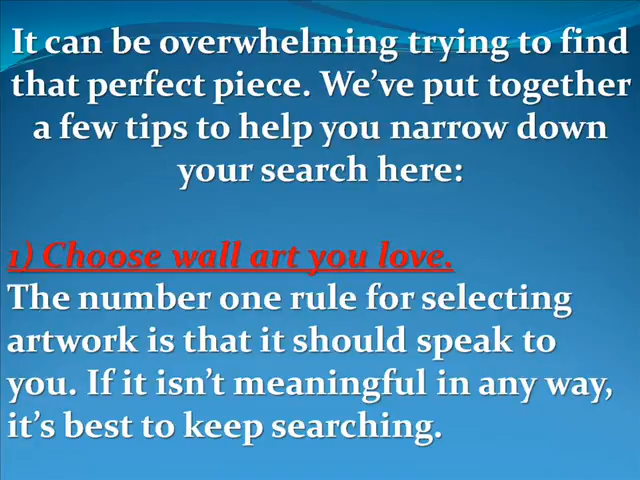 It can be overwhelming trying to find
that perfect piece. We’ve put together
a few tips to help you narrow down
your search here:
1) Choose wall art you love.
The number one rule for selecting
artwork is that it should speak to
you. If it isn’t meaningful in any way,
it’s best to keep searching.